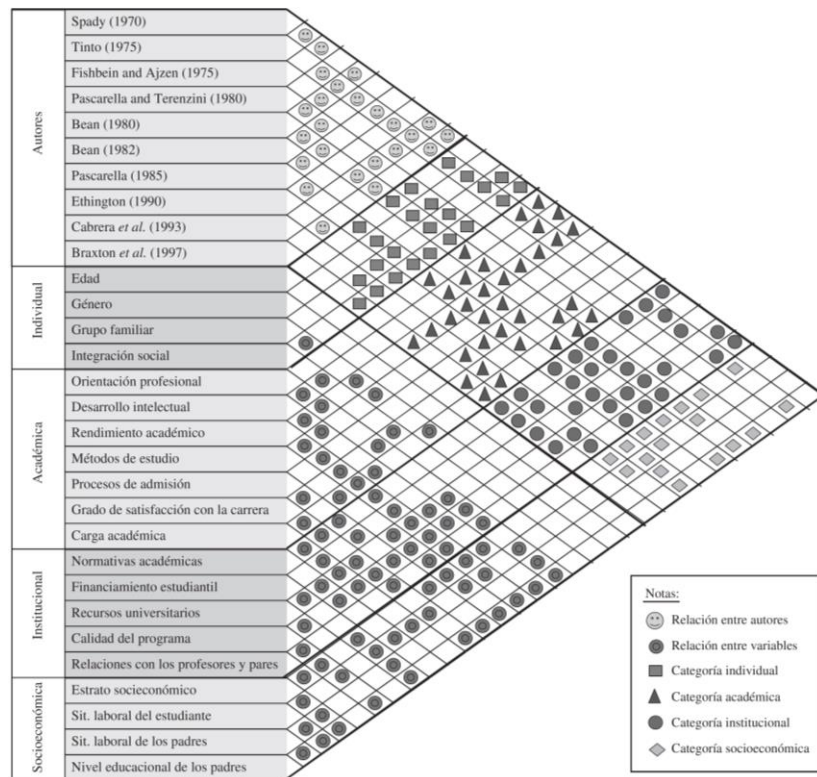 Autores
Spady (1970)
Tinto (1975)
Fishbein and Ajzen (1975)
Pascarella and Terenzini (1980)
Bean (1980)
Bean (1982)
Pascarella (1985)
Ethington (1990)
Cabrera et al. (1993)
Braxton et al. (1997)
Individual
Edad
Género
Grupo familiar
Integración social
Académica
Orientación profesional
Desarrollo intelectual
Rendimiento académico
Métodos de estudio
Procesos de admisión
Grado de satisfacción con la carrera
Carga académica
Institucional
Normativas académicas
Financiamiento estudiantil
Recursos universitarios
Calidad del programa
Relaciones con los profesores y pares
Socioeconómica
Estrato socioeconómico
Sit. laboral del estudiante
Sit. laboral de los padres
Nivel educacional de los padres
Notas:
Relación entre autores
Relación entre variables
Categoría individual
Categoría académica
Categoría institucional
Categoría socioeconómica